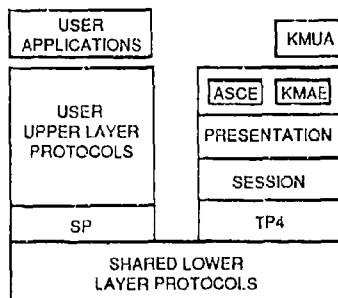 USER
APPLICATIONS
KMUA
USER
UPPER LAYER
PROTOCOLS
SP
ASCE KMAE
PRESENTATION
SESSION
TP4
SHARED LOWER
LAYER PROTOCOLS